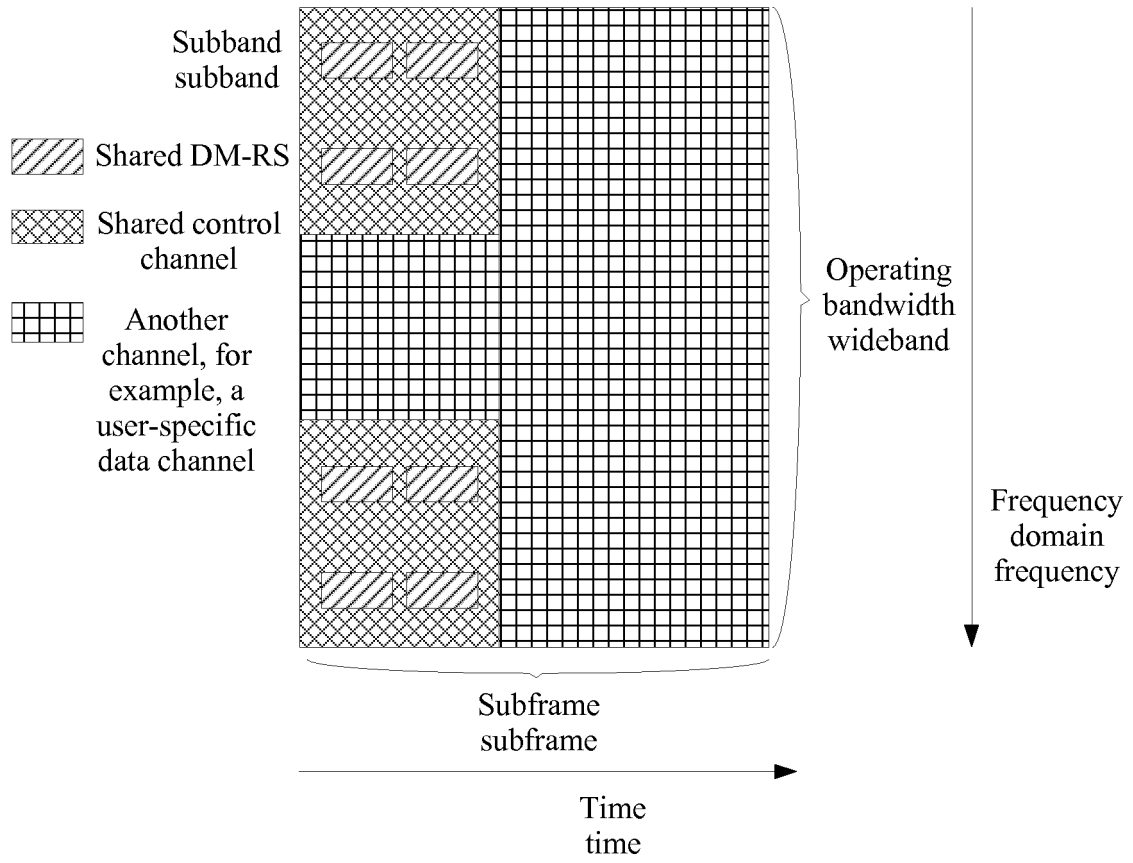 Subband
subband
Shared DM-RS
Shared control
channel
Another
channel, for
example, a
user-specific
data channel
Operating
bandwidth
wideband
Frequency
domain
frequency
Subframe
subframe
Time
time